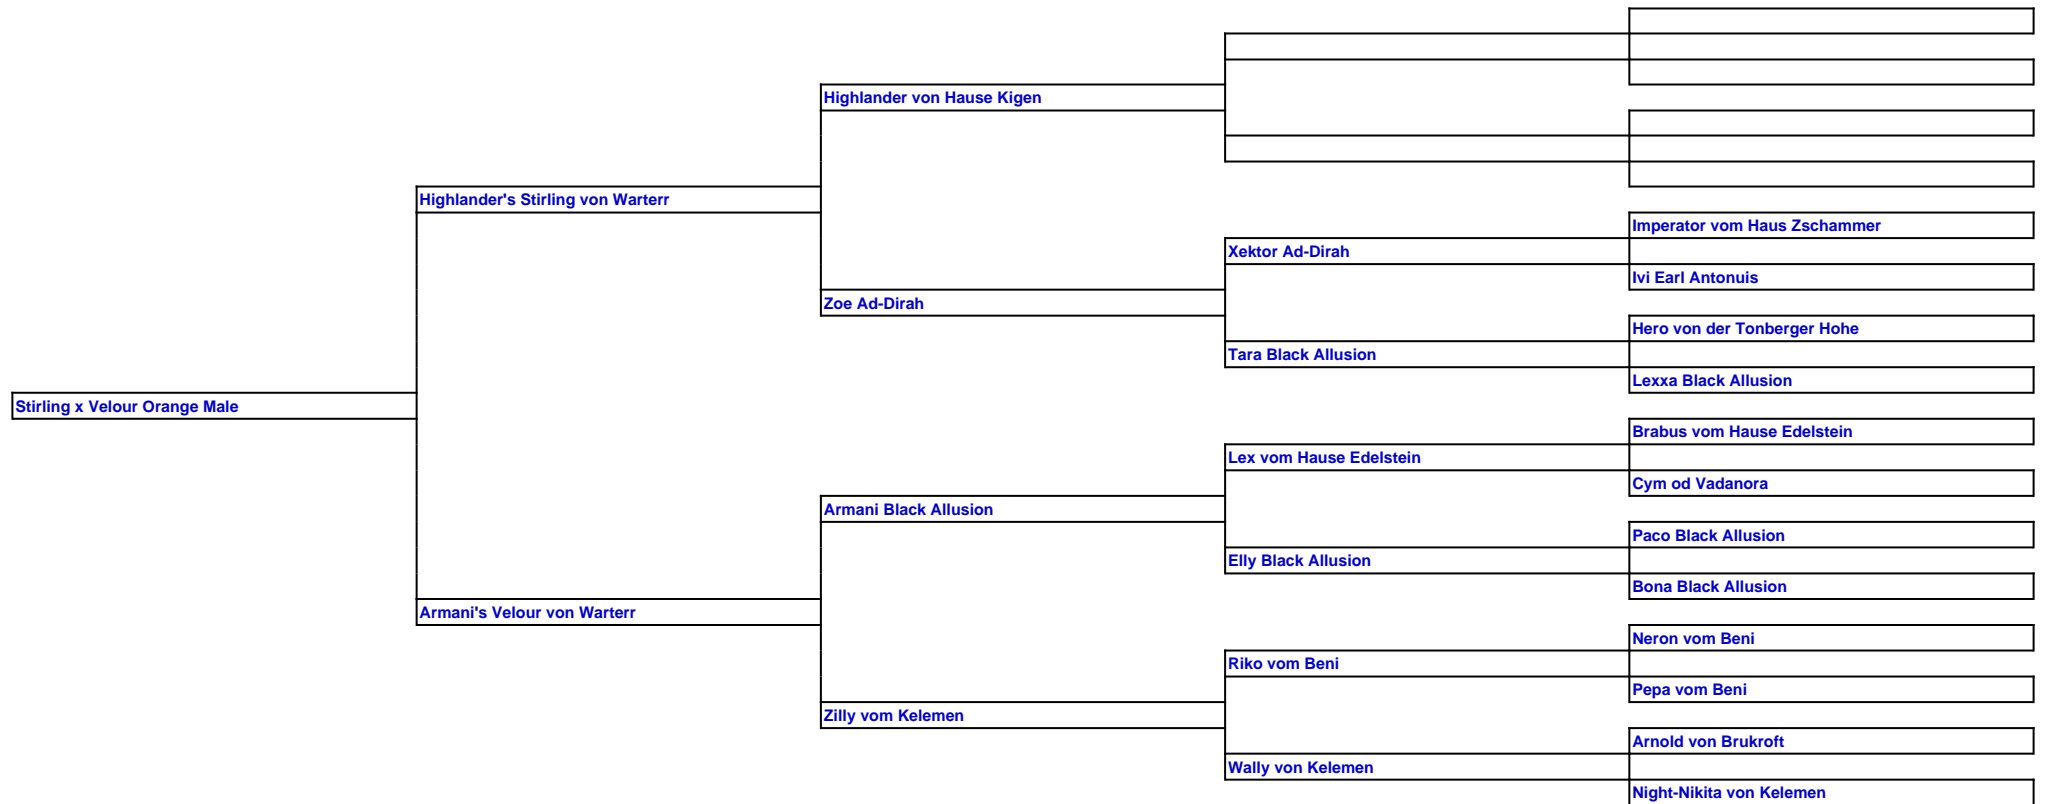 Highlander von Hause Kigen
Highlander's Stirling von Warterr
Imperator vom Haus Zschammer
Xektor Ad-Dirah
Ivi Earl Antonuis
Zoe Ad-Dirah
Hero von der Tonberger Hohe
Tara Black Allusion
Lexxa Black Allusion
Stirling x Velour Orange Male
Brabus vom Hause Edelstein
Lex vom Hause Edelstein
Cym od Vadanora
Armani Black Allusion
Paco Black Allusion
Elly Black Allusion
Bona Black Allusion
Armani's Velour von Warterr
Neron vom Beni
Riko vom Beni
Pepa vom Beni
Zilly vom Kelemen
Arnold von Brukroft
Wally von Kelemen
Night-Nikita von Kelemen